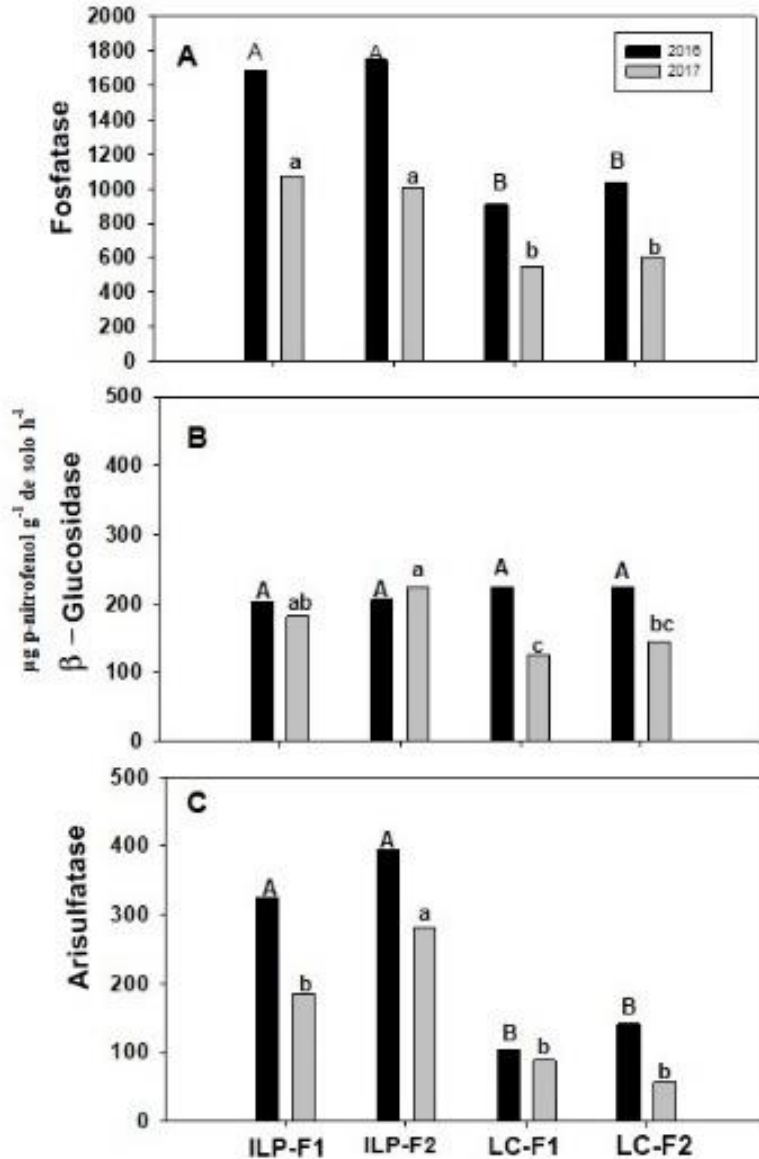 2000
1800
1600
1400
1200
1000
800
600
400
200
0
Fosfatase
A
A
a
A
a
B
b
B
b
2016
2017
µg p-nitrofenol g⁻¹ de solo h⁻¹
500
400
300
200
100
0
β – Glucosidase
B
A
ab
A
a
A
c
A
bc
500
400
300
200
100
0
Arisulfatase
C
A
b
A
a
B
b
B
b
ILP-F1 ILP-F2 LC-F1 LC-F2